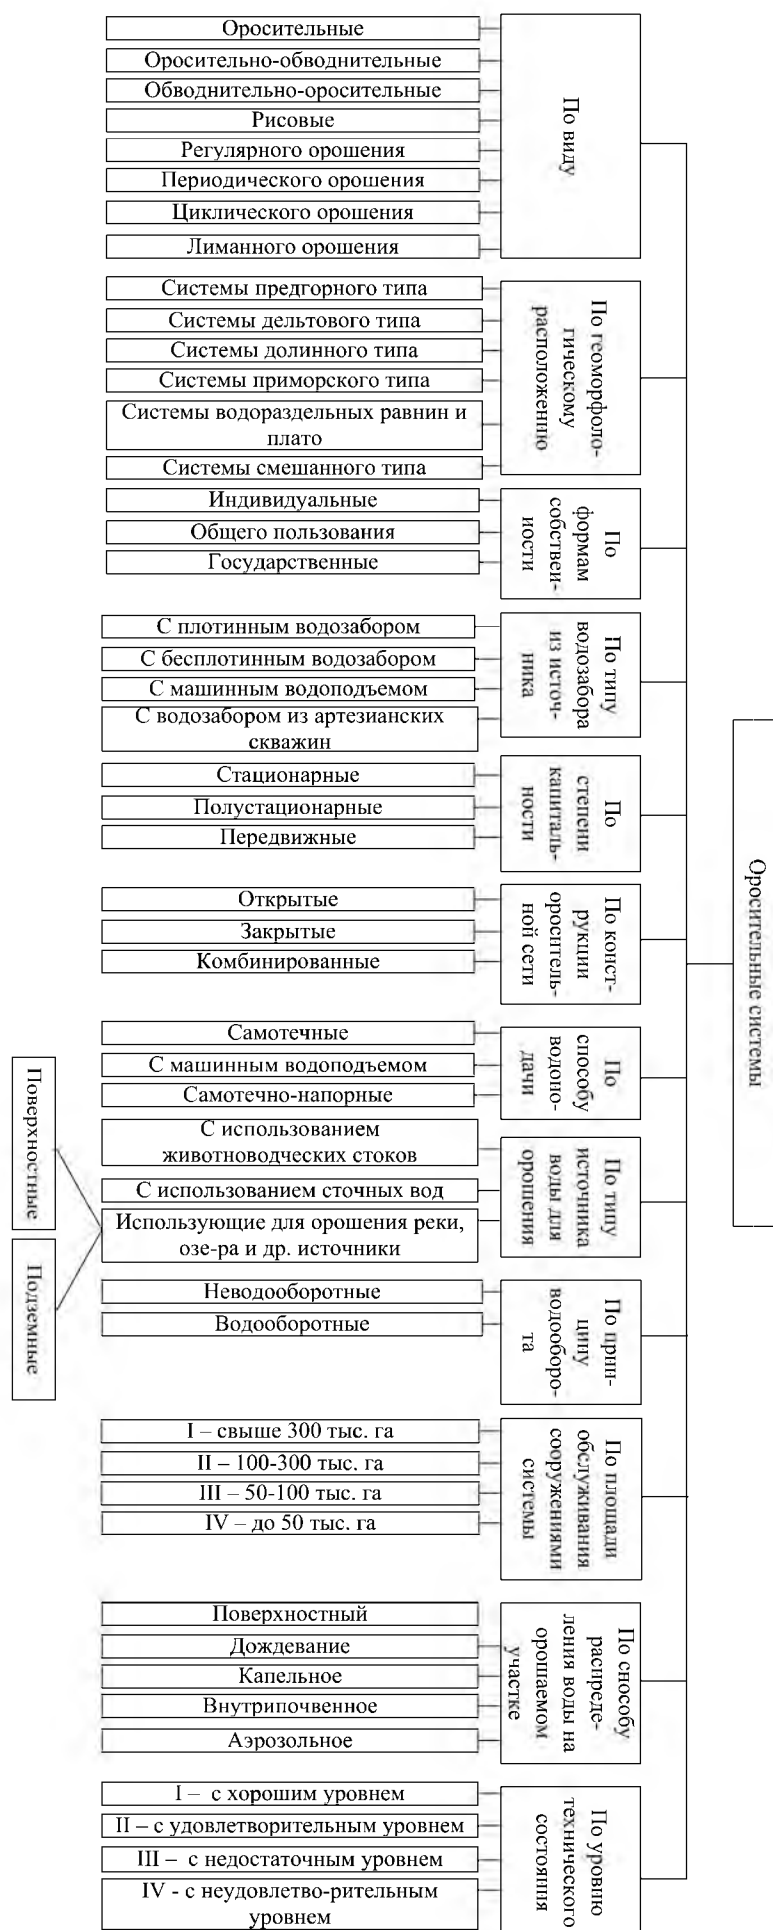 Оросительные системы
По виду
Оросительные
Оросительно-обводнительные
Обводнительно-оросительные
Рисовые
Регулярного орошения
Периодического орошения
Циклического орошения
Лиманного орошения
По геоморфоло-
гическому
расположению
Системы предгорного типа
Системы дельтового типа
Системы долинного типа
Системы приморского типа
Системы водораздельных равнин и
плато
Системы смешанного типа
По
формам
собствеи-
иости
Индивидуальные
Общего пользования
Государственные
По типу
водозабора
из источ-
ника
С плотинным водозабором
С бесплотинным водозабором
С машинным водоподъемом
С водозабором из артезианских
скважин
По
степени
капиталь-
ности
Стационарные
Полустационарные
Передвижные
По конст-
рукции
ороситель-
ной сети
Открытые
Закрытые
Комбинированные
По
способу
водоно-
дачи
Самотечные
С машинным водоподъемом
Самотечно-напорные
По типу
источника
воды для
орошения
С использованием
животноводческих стоков
С использованием сточных вод
Использующие для орошения реки,
озе-ра и др. источники
Поверхностные
Подземные
По прин-
ципу
водооборо-
та
Неводооборотные
Водооборотные
По площади
обслуживания
сооружениями
системы
I – свыше 300 тыс. га
II – 100-300 тыс. га
III – 50-100 тыс. га
IV – до 50 тыс. га
По снособу
распреде-
ления воды на
орошаемом
участке
Поверхностный
Дождевание
Капельное
Внутрипочвенное
Аэрозольное
По уровню
технического
состояния
I – с хорошим уровнем
II – с удовлетворительным уровнем
III – с недостаточным уровнем
IV - с неудовлетво-рительным
уровнем